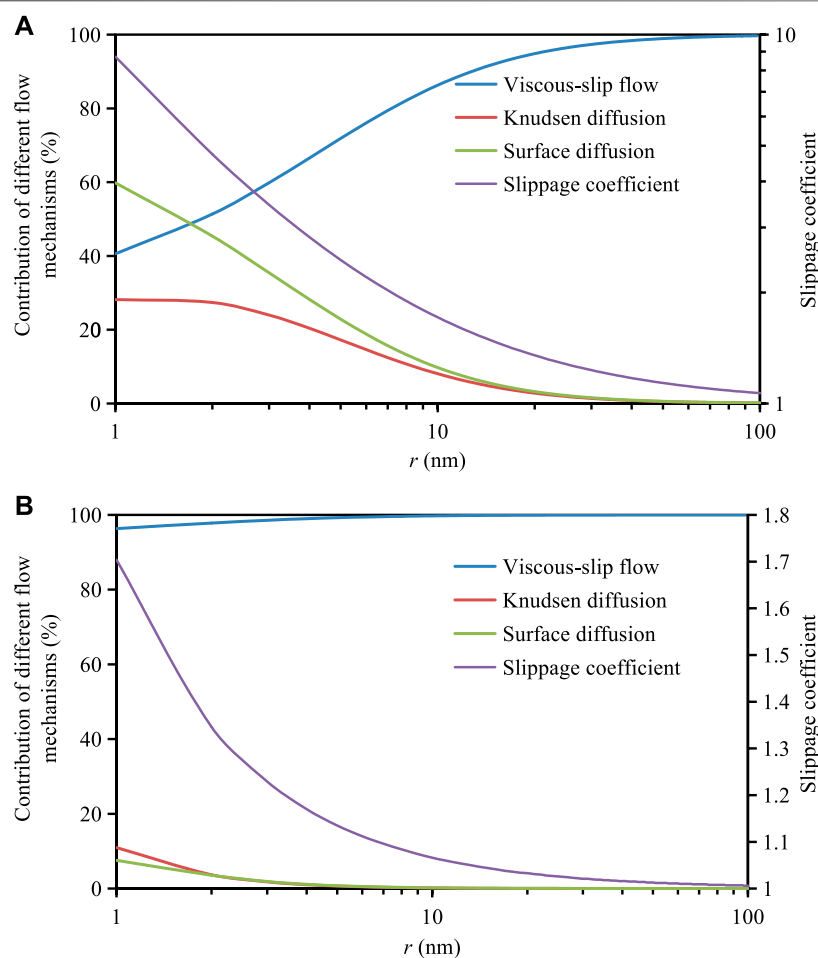 A
Contribution of different flow
mechanisms (%)
100
80
60
40
20
0
Viscous-slip flow
Knudsen diffusion
Surface diffusion
Slippage coefficient
10
1
Slippage coefficient
1
10
100
r (nm)
B
Contribution of different flow
mechanisms (%)
100
80
60
40
20
0
Viscous-slip flow
Knudsen diffusion
Surface diffusion
Slippage coefficient
1.8
1.7
1.6
1.5
1.4
1.3
1.2
1.1
1
Slippage coefficient
1
10
100
r (nm)